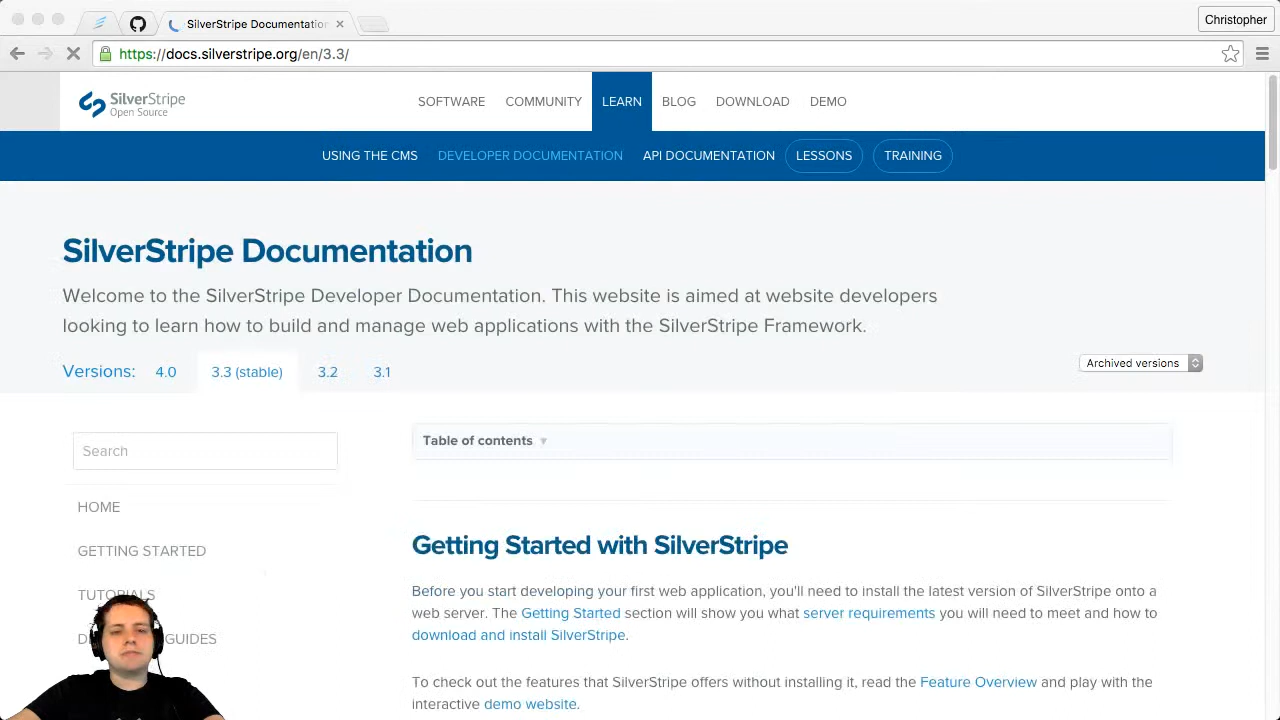 SilverStripe Documentation
Christopher
https://docs.silverstripe.org/en/3.3/
SilverStripe
Open Source
SOFTWARE COMMUNITY LEARN BLOG DOWNLOAD DEMO
USING THE CMS DEVELOPER DOCUMENTATION API DOCUMENTATION LESSONS TRAINING
SilverStripe Documentation
Welcome to the SilverStripe Developer Documentation. This website is aimed at website developers
looking to learn how to build and manage web applications with the SilverStripe Framework.
Versions: 4.0 3.3 (stable) 3.2 3.1
Archived versions
Search
Table of contents
HOME
GETTING STARTED
TUTORIALS
GUIDES
Getting Started with SilverStripe
Before you start developing your first web application, you'll need to install the latest version of SilverStripe onto a
web server. The Getting Started section will show you what server requirements you will need to meet and how to
download and install SilverStripe.
To check out the features that SilverStripe offers without installing it, read the Feature Overview and play with the
interactive demo website.